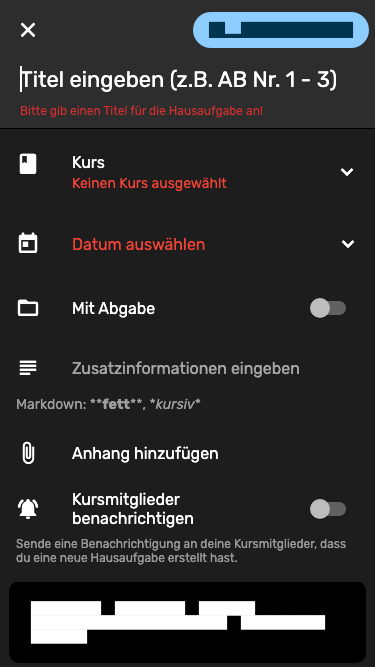 Titel eingeben (z.B. AB Nr. 1 - 3)
Bitte gib einen Titel für die Hausaufgabe an!
Kurs
Keinen Kurs ausgewählt
Datum auswählen
Mit Abgabe
Zusatzinformationen eingeben
Markdown: **fett**, *kursiv*
Anhang hinzufügen
Kursmitglieder
benachrichtigen
Sende eine Benachrichtigung an deine Kursmitglieder, dass
du eine neue Hausaufgabe erstellt hast.